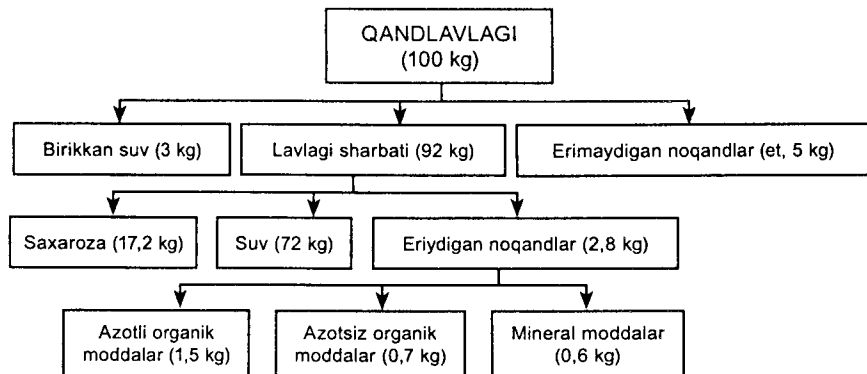 QANDLAVLAGI
(100 kg)
Birikkan suv (3 kg)
Lavlagi sharbati (92 kg)
Erimaydigan noqandlar (et, 5 kg)
Saxaroza (17,2 kg)
Suv (72 kg)
Eriydigan noqandlar (2,8 kg)
Azotli organik
moddalar (1,5 kg)
Azotsiz organik
moddalar (0,7 kg)
Mineral moddalar
(0,6 kg)